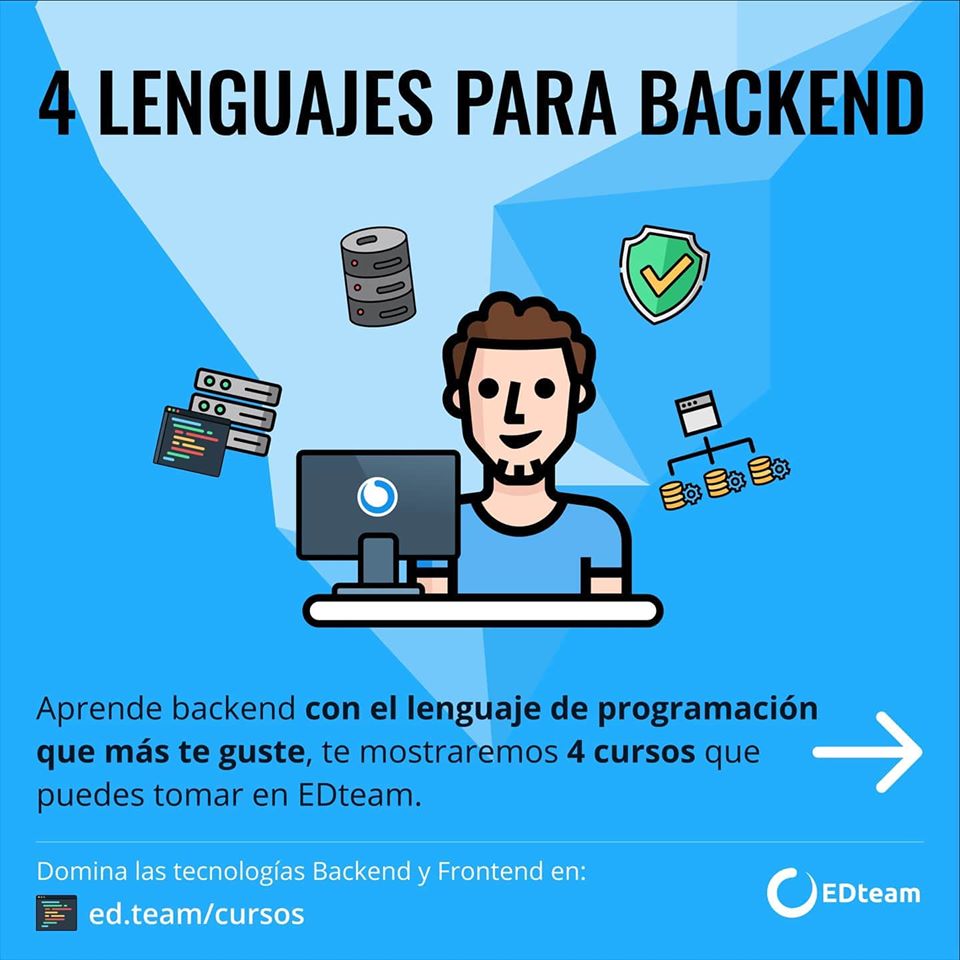 4 LENGUAJES PARA BACKEND
Aprende backend con el lenguaje de programación
que más te guste, te mostraremos 4 cursos que
puedes tomar en EDteam.
Domina las tecnologías Backend y Frontend en:
ed.team/cursos
EDteam